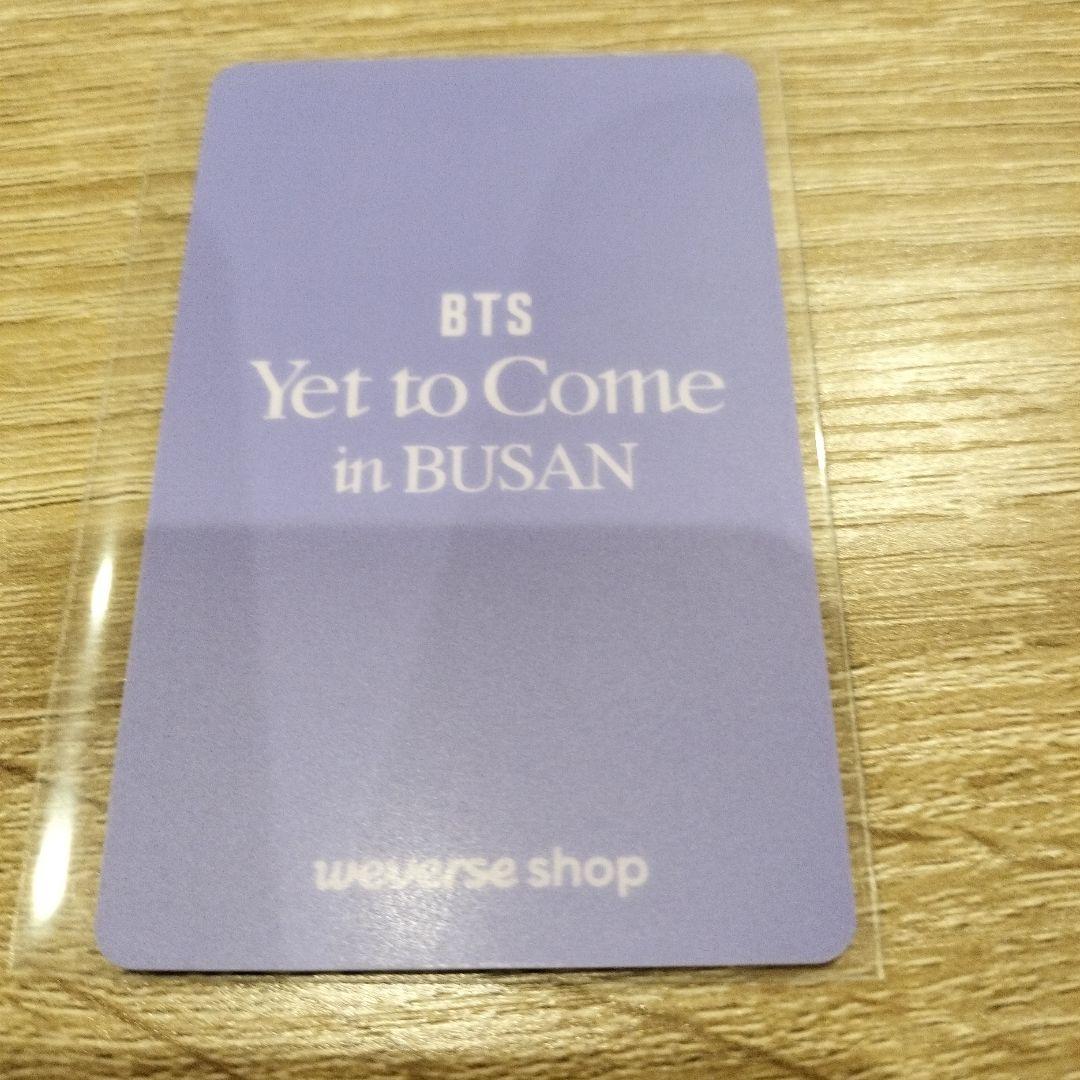 BTS
Yet to Come
in BUSAN
weverse shop